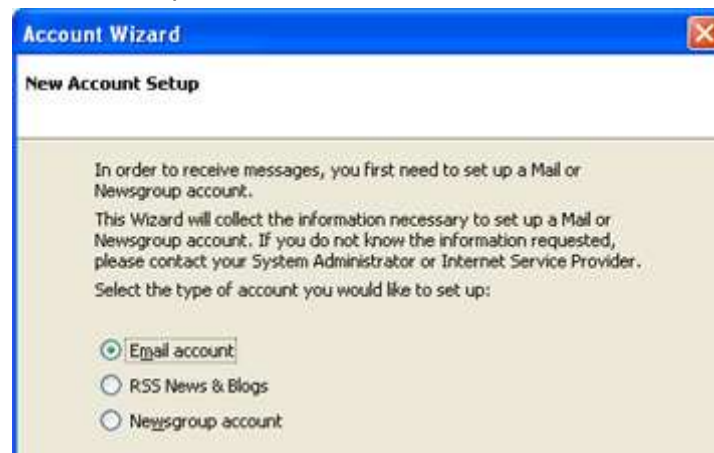 Account Wizard
New Account Setup
In order to receive messages, you first need to set up a Mail or
Newsgroup account.
This Wizard will collect the information necessary to set up a Mail or
Newsgroup account. If you do not know the information requested,
please contact your System Administrator or Internet Service Provider.
Select the type of account you would like to set up:
Email account
RSS News & Blogs
Newsgroup account